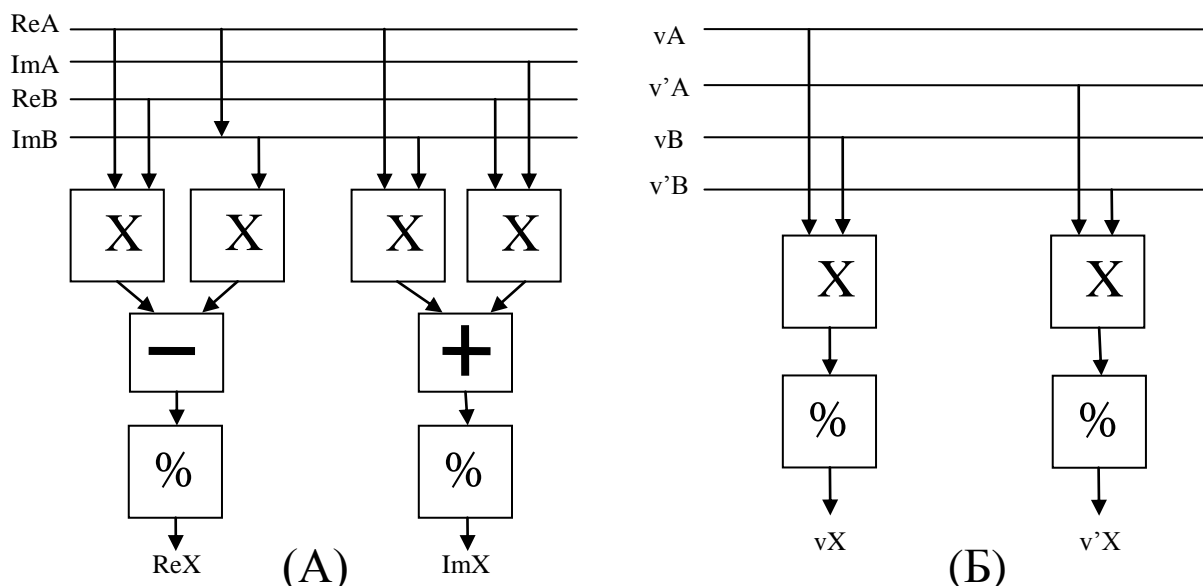 ReA
ImA
ReB
ImB
X X X X
− +
% %
ReX ImX
(А)
vA
v’A
vB
v’B
X X
% %
vX v’X
(Б)